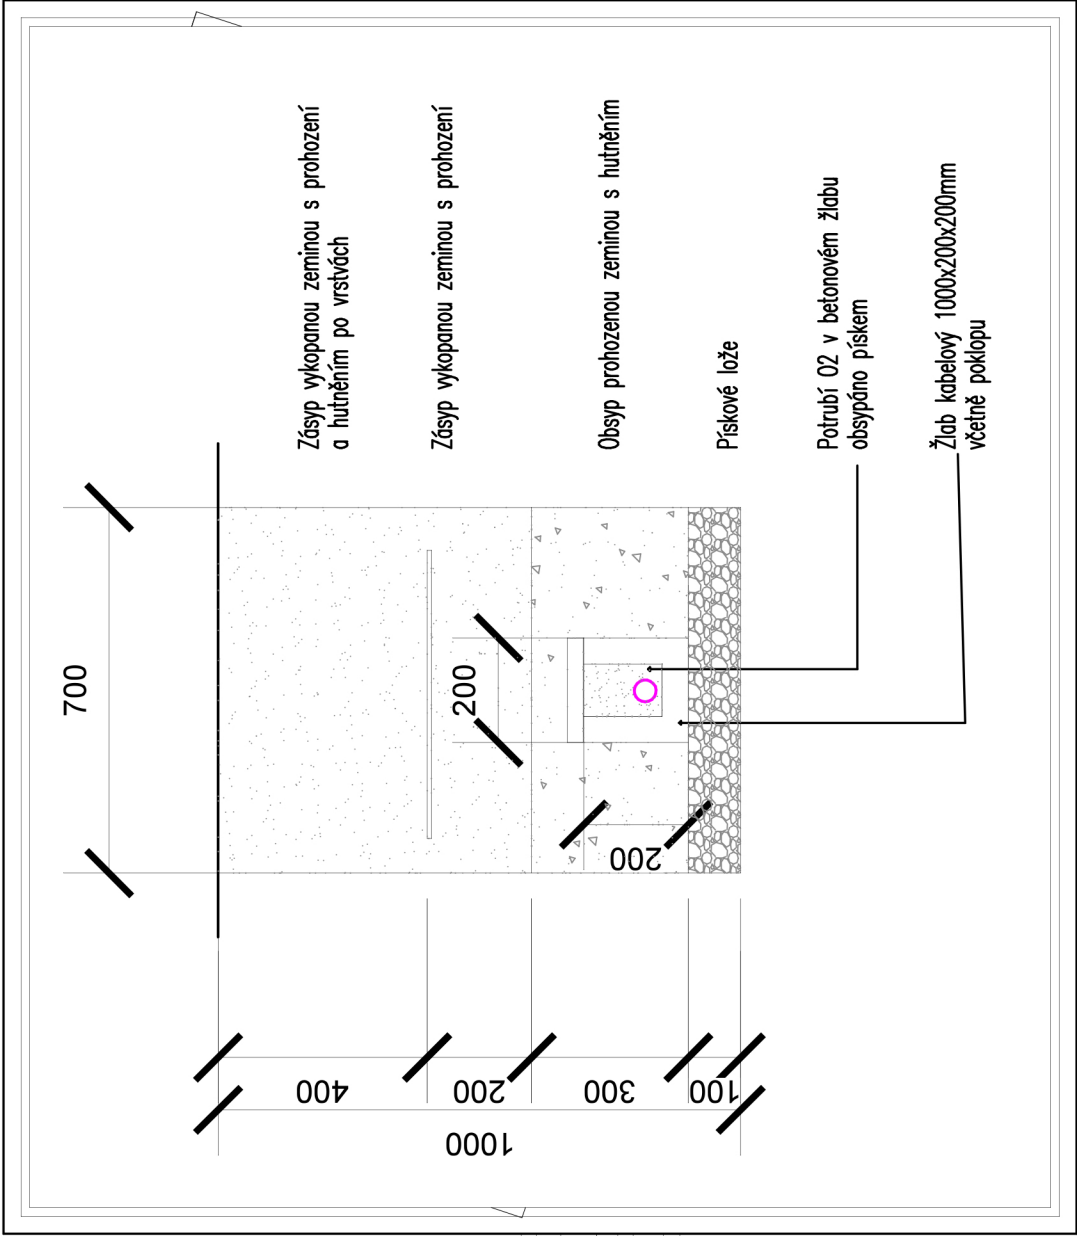 Zásyp vykopanou zeminou s prohození
a hutněním po vrstvách
Zásyp vykopanou zeminou s prohození
Obsyp prohozenou zeminou s hutněním
Pískové lože
Potrubí O2 v betonovém žlabu
obsypáno pískem
Žlab kabelový 1000x200x200mm
včetně poklopu
700
200
200
400
200
300
100
1000